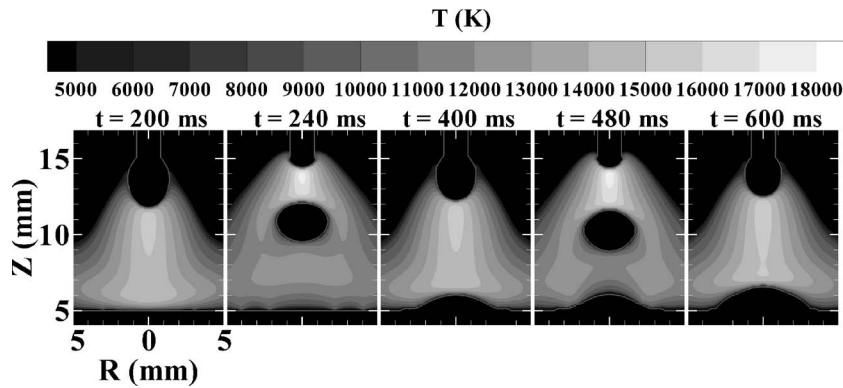 T (K)
5000 6000 7000 8000 9000 10000 11000 12000 13000 14000 15000 16000 17000 18000
t = 200 ms t = 240 ms t = 400 ms t = 480 ms t = 600 ms
15
Z (mm)
10
5
5 0 5
R (mm)